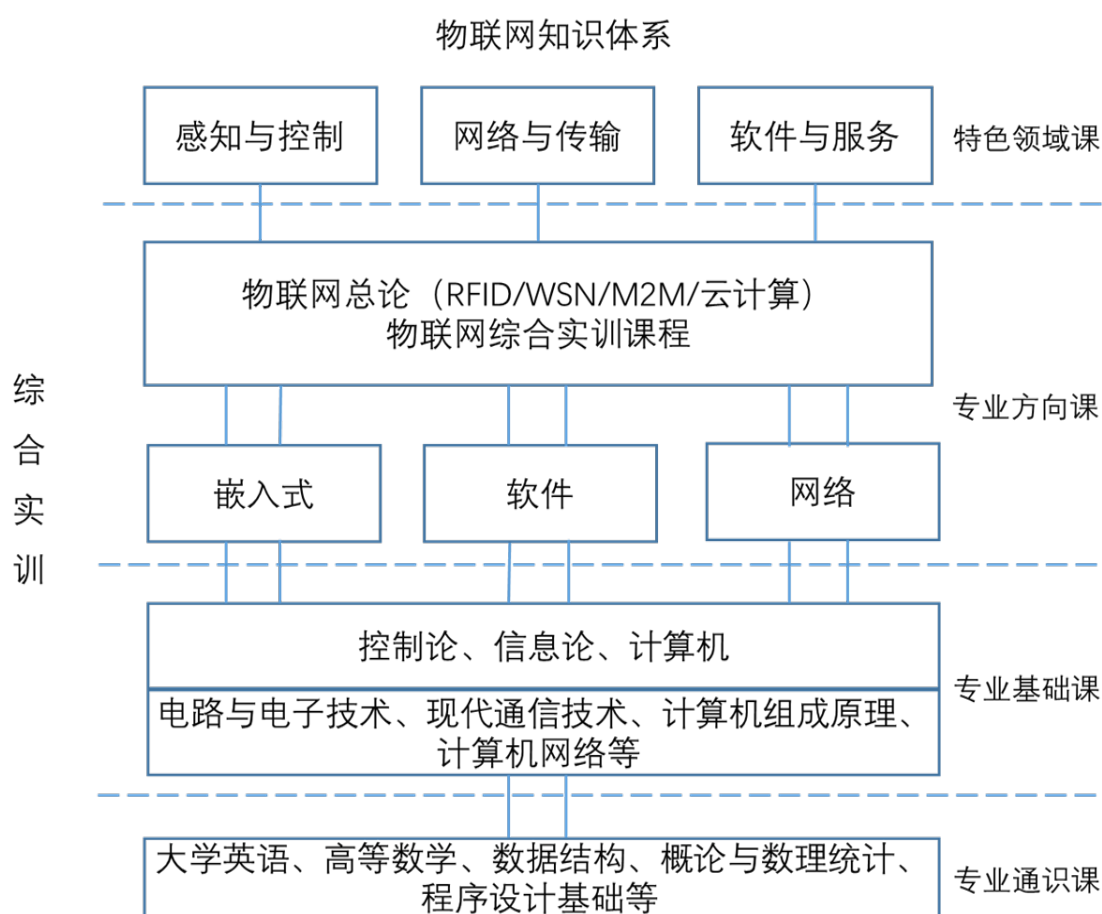 物联网知识体系
感知与控制
网络与传输
软件与服务
特色领域课
物联网总论（RFID/WSN/M2M/云计算）
物联网综合实训课程
综合实训
专业方向课
嵌入式
软件
网络
控制论、信息论、计算机
专业基础课
电路与电子技术、现代通信技术、计算机组成原理、
计算机网络等
大学英语、高等数学、数据结构、概论与数理统计、
程序设计基础等
专业通识课